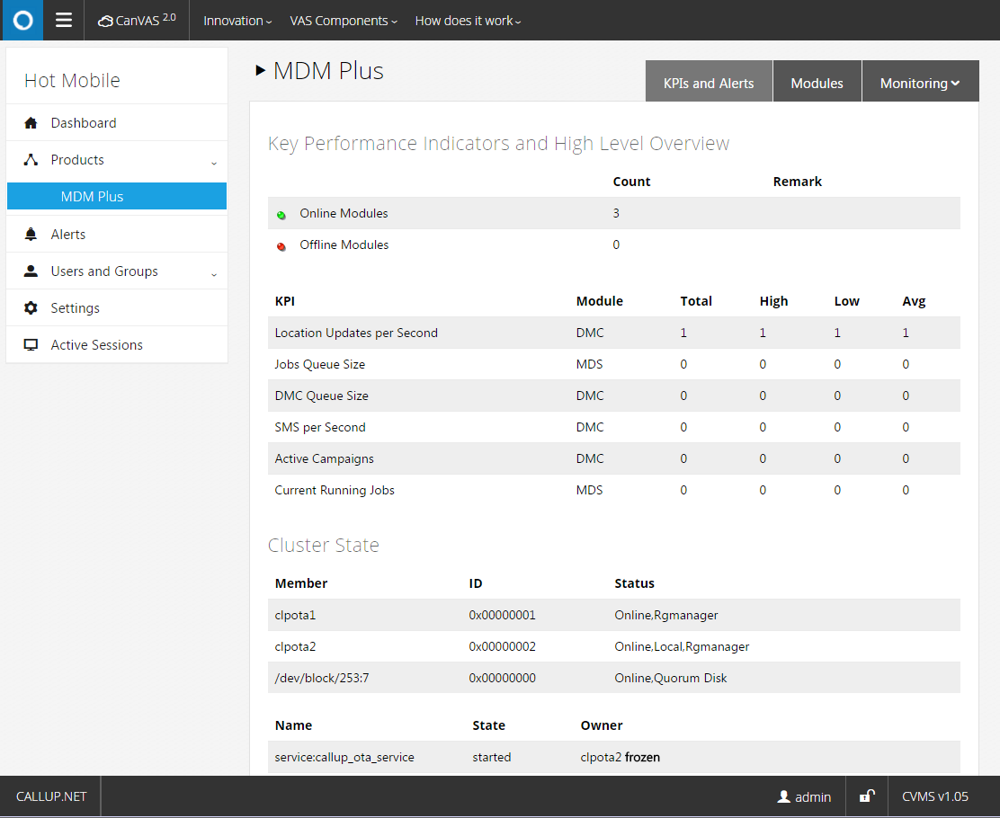 CanVAS 2.0 Innovation VAS Components How does it work
Hot Mobile
Dashboard
Products
MDM Plus
Alerts
Users and Groups
Settings
Active Sessions
MDM Plus
KPIs and Alerts Modules Monitoring
Key Performance Indicators and High Level Overview
Count Remark
Online Modules 3
Offline Modules 0
KPI Module Total High Low Avg
Location Updates per Second DMC 1 1 1 1
Jobs Queue Size MDS 0 0 0 0
DMC Queue Size DMC 0 0 0 0
SMS per Second DMC 0 0 0 0
Active Campaigns DMC 0 0 0 0
Current Running Jobs MDS 0 0 0 0
Cluster State
Member ID Status
clpota1 0x00000001 Online,Rgmanager
clpota2 0x00000002 Online,Local,Rgmanager
/dev/block/253:7 0x00000000 Online,Quorum Disk
Name State Owner
service:callup_ota_service started clpota2 frozen
CALLUP.NET admin CVMS v1.05